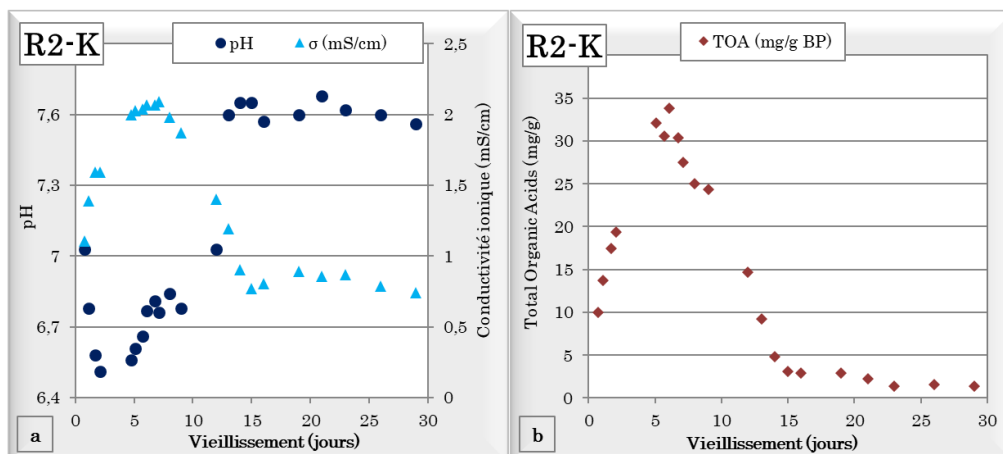 R2-K
pH σ (mS/cm)
2,5
2
1,5
1
0,5
0
7,6
7,3
7
6,7
6,4
pH
Conductivité ionique (mS/cm)
0 5 10 15 20 25 30
Vieillissement (jours)
a
R2-K
TOA (mg/g BP)
35
30
25
20
15
10
5
0
Total Organic Acids (mg/g)
0 5 10 15 20 25 30
Vieillissement (jours)
b